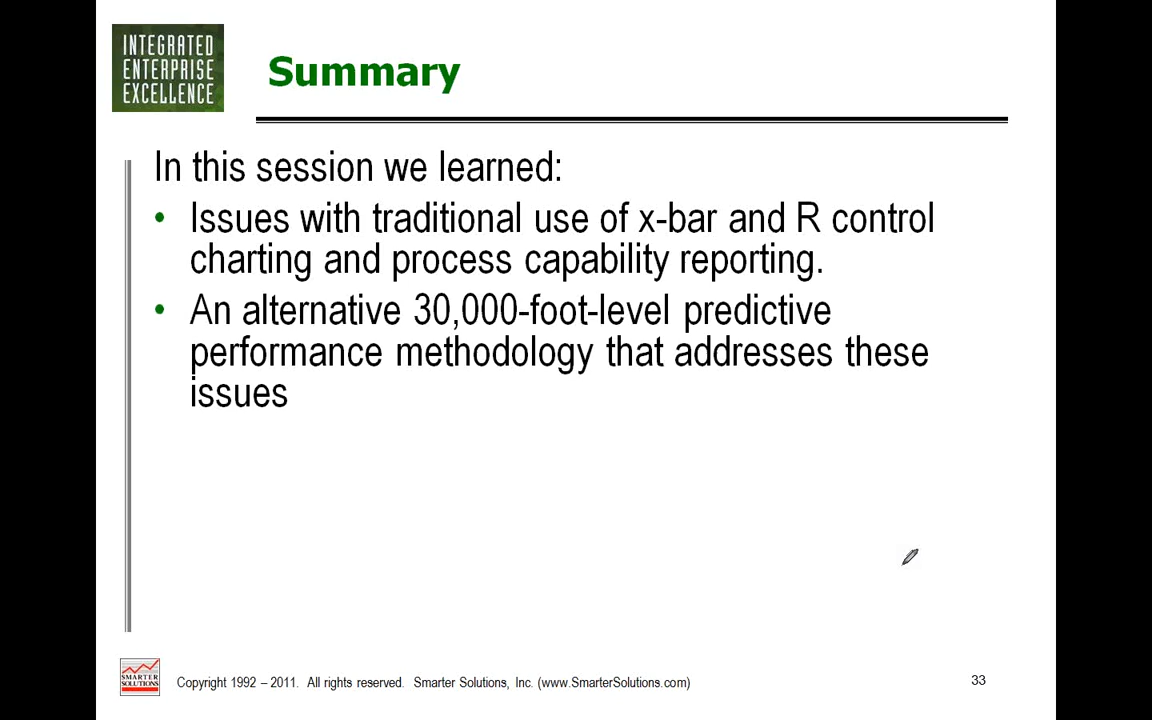 INTEGRATED
ENTERPRISE
EXCELLENCE
Summary
In this session we learned:
• Issues with traditional use of x-bar and R control
charting and process capability reporting.
• An alternative 30,000-foot-level predictive
performance methodology that addresses these
issues
SMARTER
SOLUTIONS
Copyright 1992 – 2011. All rights reserved. Smarter Solutions, Inc. (www.SmarterSolutions.com)
33